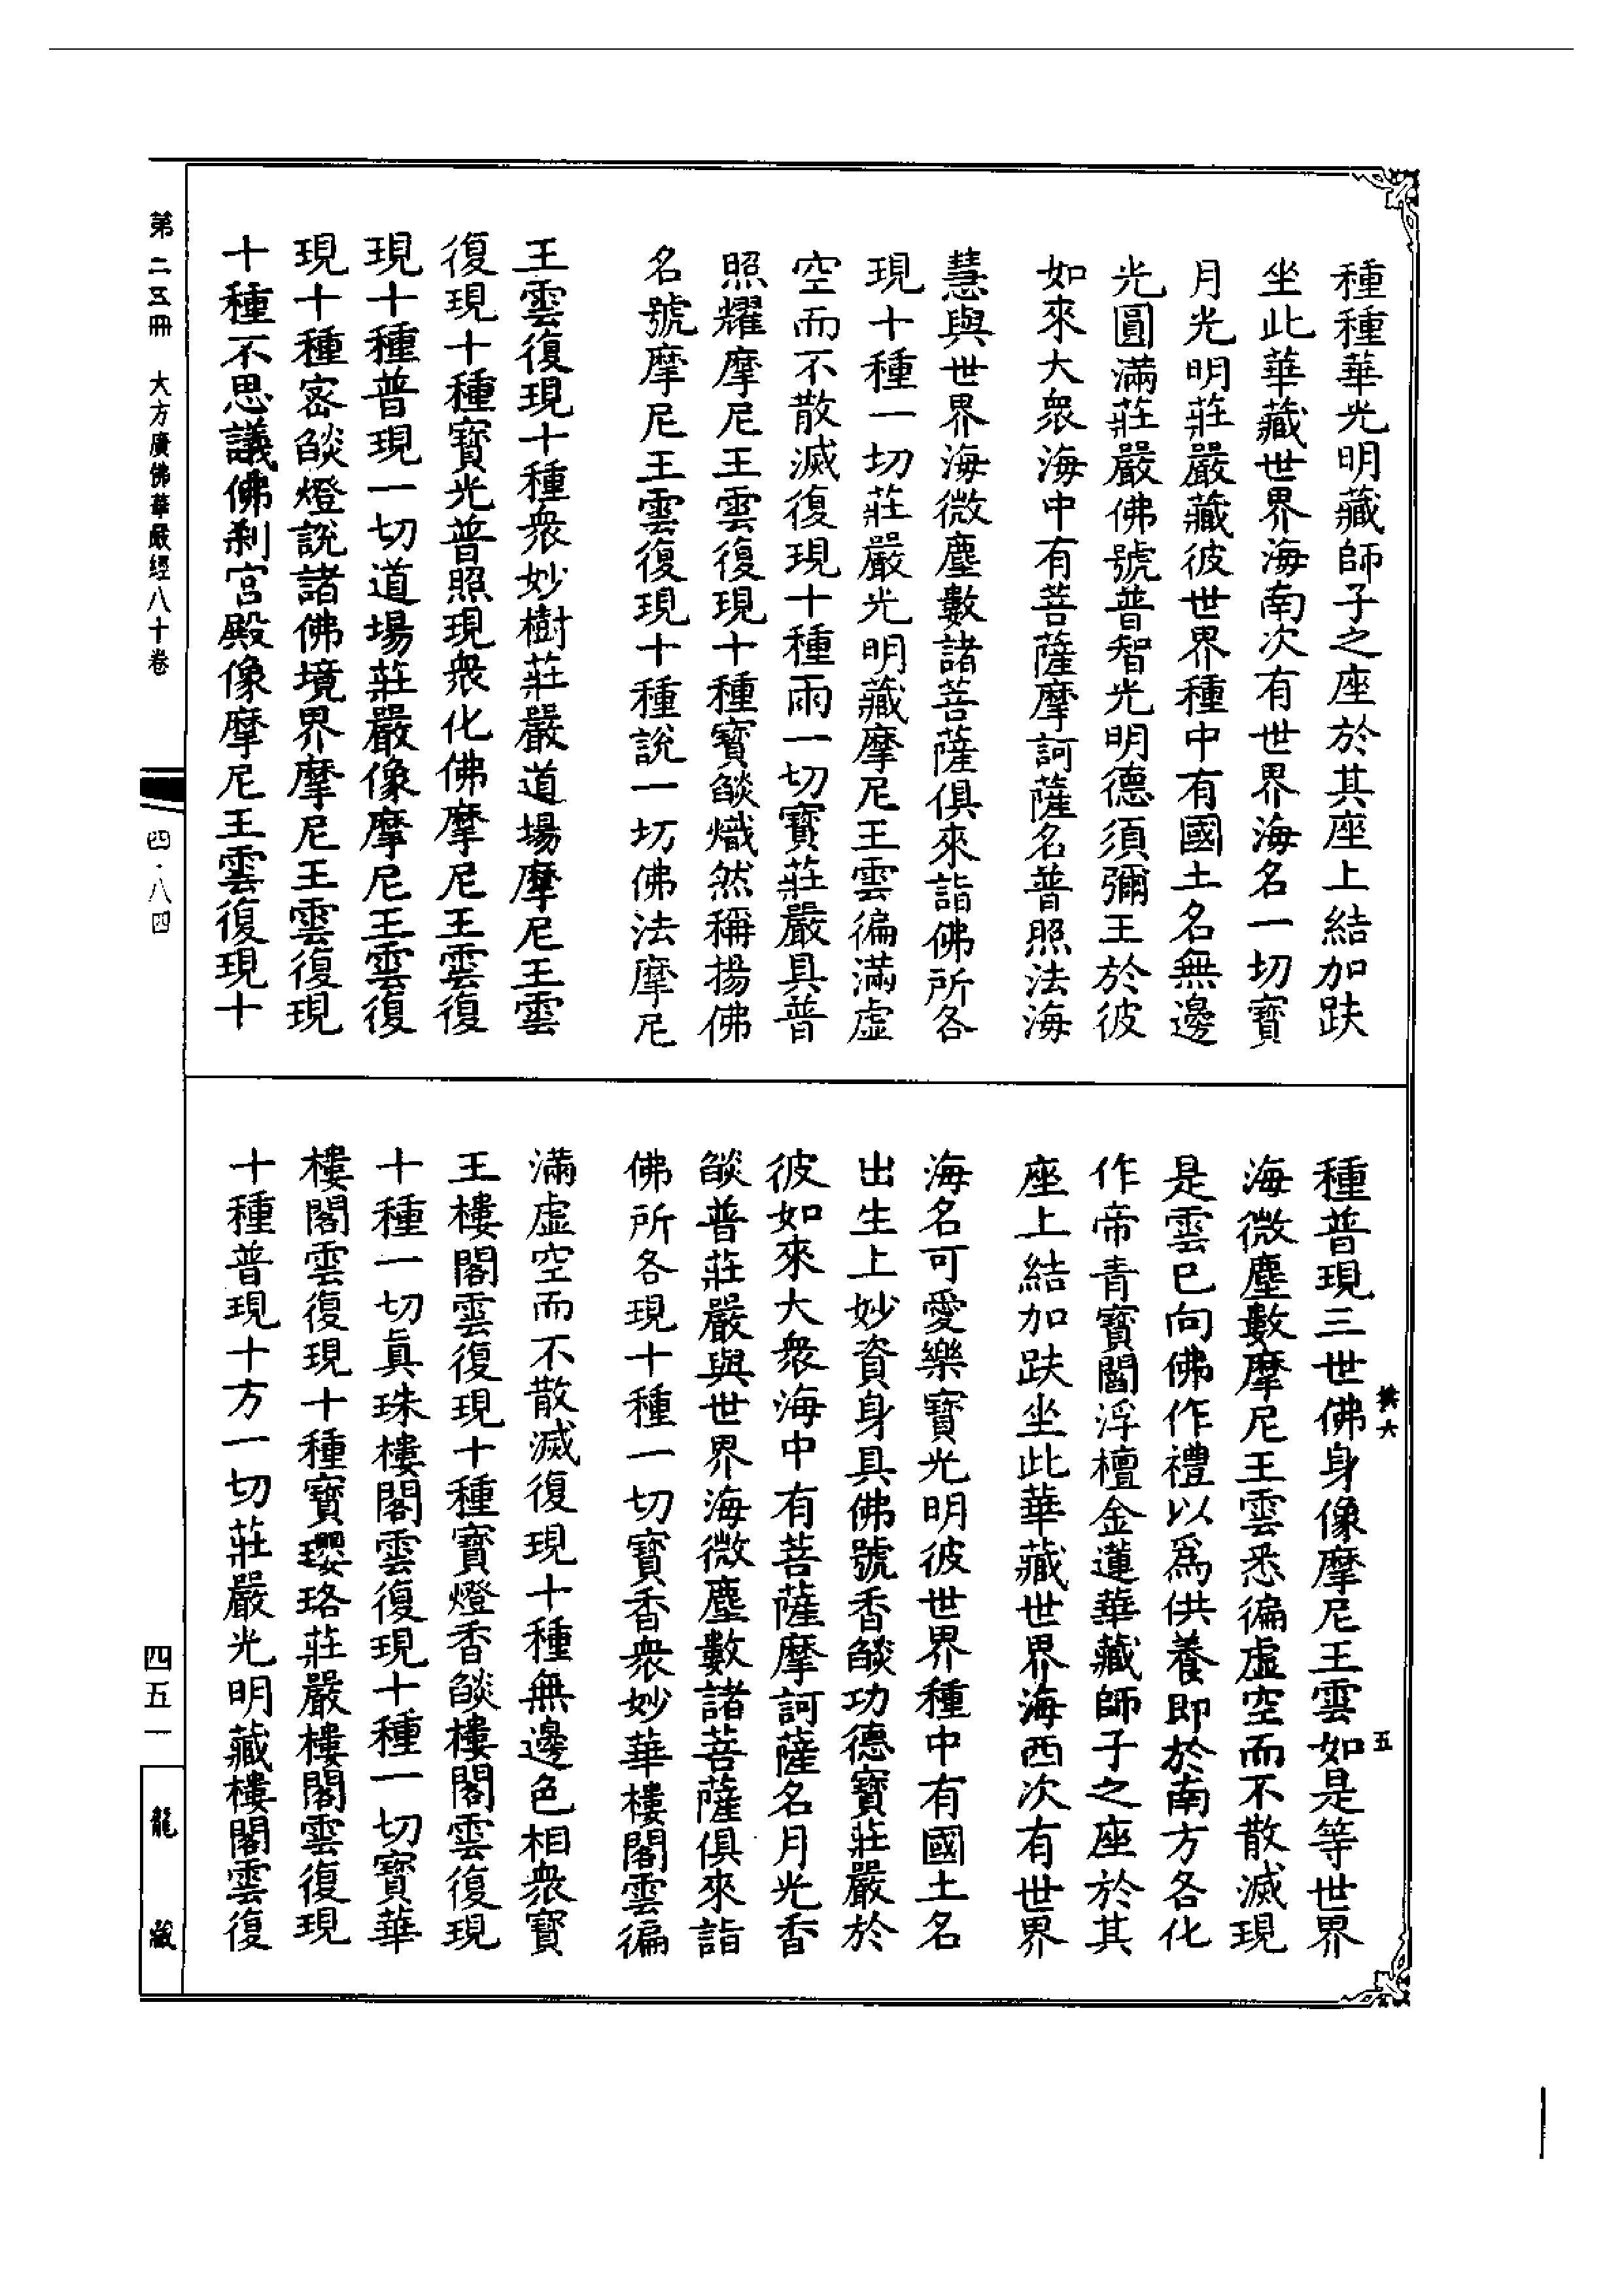 種種華光明藏師子之座於其座上結加趺
坐此華藏世界海南次有世界海名一切寶
月光明莊嚴藏彼世界種中有國土名無邊
光圓滿莊嚴佛號普智光明德須彌王於彼
如來大衆海中有菩薩摩訶薩名普照法海
慧與世界海微塵數諸菩薩俱來詣佛所各
現十種一切莊嚴光明藏摩尼王雲徧滿虛
空而不散滅復現十種雨一切寶莊嚴具普
照耀摩尼王雲復現十種寶燄熾然稱揚佛
名號摩尼王雲復現十種說一切佛法摩尼
王雲復現十種衆妙樹莊嚴道場摩尼王雲
復現十種寶光普照現衆化佛摩尼王雲復
現十種普現一切道場莊嚴像摩尼王雲復
現十種密燄燈說諸佛境界摩尼王雲復現
十種不思議佛刹宮殿像摩尼王雲復現十
種普現三世佛身像摩尼王雲如是等世界
海微塵數摩尼王雲悉徧虛空而不散滅現
是雲已向佛作禮以爲供養即於南方各化
作帝青寶閻浮檀金蓮華藏師子之座於其
座上結加趺坐此華藏世界海西次有世界
海名可愛樂寶光明彼世界種中有國土名
出生上妙資身具佛號香燄功德寶莊嚴於
彼如來大衆海中有菩薩摩訶薩名月光香
燄普莊嚴與世界海微塵數諸菩薩俱來詣
佛所各現十種一切寶香衆妙華樓閣雲徧
滿虛空而不散滅復現十種無邊色相衆寶
王樓閣雲復現十種寶燈香燄樓閣雲復現
十種一切眞珠樓閣雲復現十種一切寶華
樓閣雲復現十種寶瓔珞莊嚴樓閣雲復現
十種普現十方一切莊嚴光明藏樓閣雲復
五
第二五冊 大方廣佛華嚴經八十卷
四·八四
四五一
龍藏